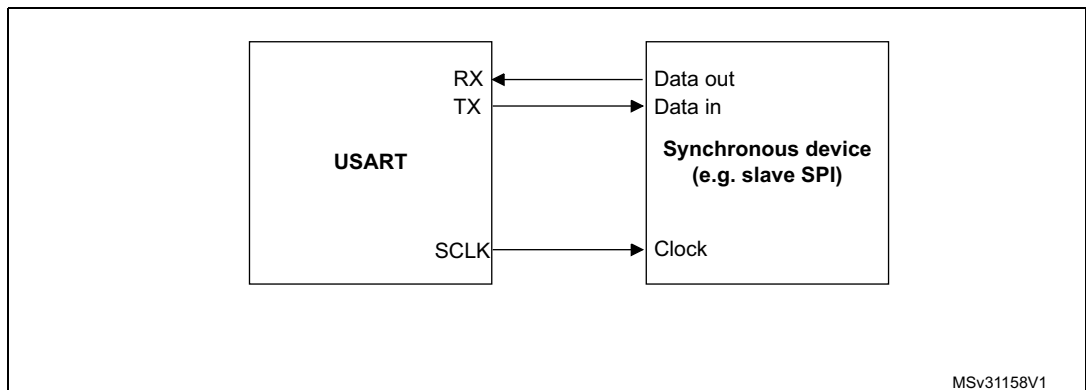 RX
TX
USART
SCLK
Data out
Data in
Synchronous device
(e.g. slave SPI)
Clock
MSv31158V1